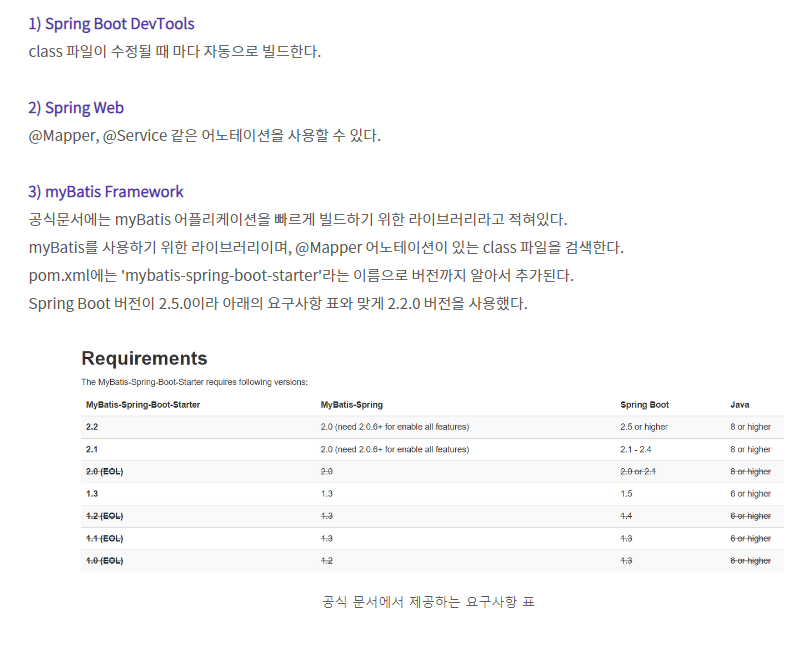 1) Spring Boot DevTools
class 파일이 수정될 때 마다 자동으로 빌드한다.
2) Spring Web
@Mapper, @Service 같은 어노테이션을 사용할 수 있다.
3) myBatis Framework
공식문서에는 myBatis 어플리케이션을 빠르게 빌드하기 위한 라이브러리라고 적혀있다.
myBatis를 사용하기 위한 라이브러리이며, @Mapper 어노테이션이 있는 class 파일을 검색한다.
pom.xml에는 'mybatis-spring-boot-starter'라는 이름으로 버전까지 알아서 추가된다.
Spring Boot 버전이 2.5.0이라 아래의 요구사항 표와 맞게 2.2.0 버전을 사용했다.
Requirements
The MyBatis-Spring-Boot-Starter requires following versions:
MyBatis-Spring-Boot-Starter MyBatis-Spring Spring Boot Java
2.2 2.0 (need 2.0.6+ for enable all features) 2.5 or higher 8 or higher
2.1 2.0 (need 2.0.6+ for enable all features) 2.1 - 2.4 8 or higher
2.0 (EOL) 2.0 2.0 or 2.1 8 or higher
1.3 1.3 1.5 6 or higher
1.2 (EOL) 1.3 1.4 6 or higher
1.1 (EOL) 1.3 1.3 6 or higher
1.0 (EOL) 1.2 1.3 6 or higher
공식 문서에서 제공하는 요구사항 표